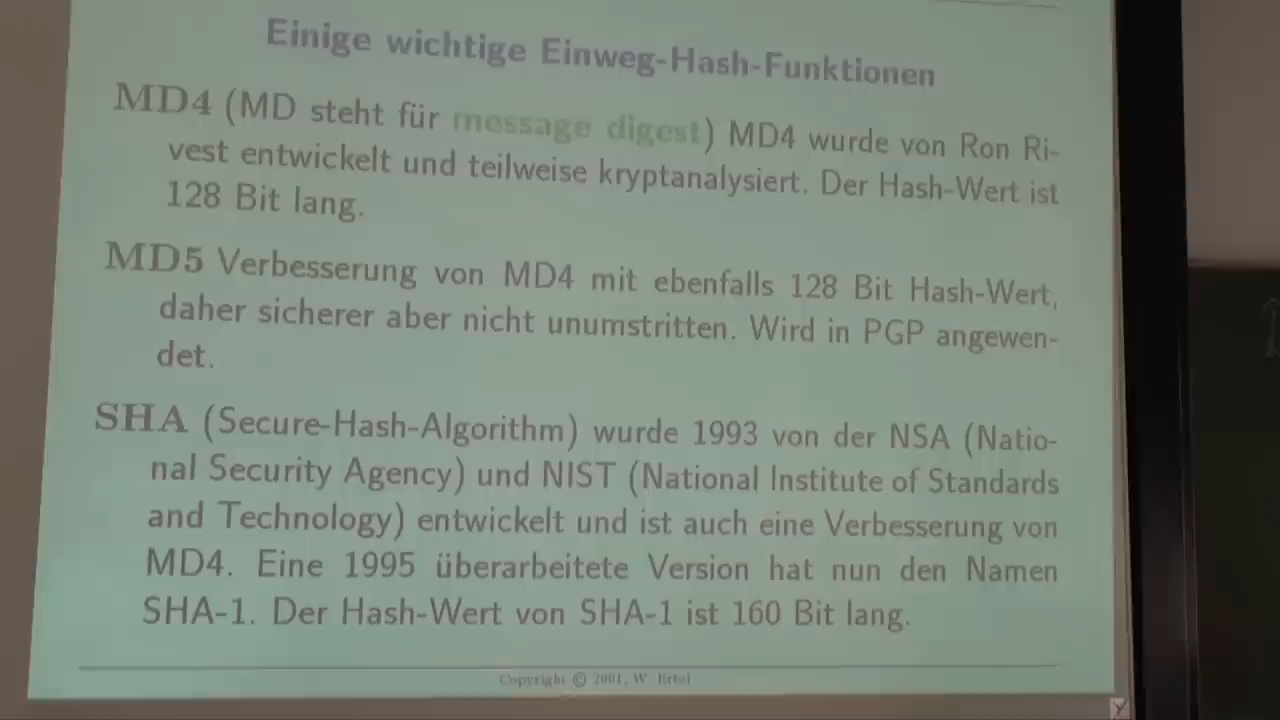 Einige wichtige Einweg-Hash-Funktionen
MD4 (MD steht für message digest) MD4 wurde von Ron Ri-
vest entwickelt und teilweise kryptanalysiert. Der Hash-Wert ist
128 Bit lang.
MD5 Verbesserung von MD4 mit ebenfalls 128 Bit Hash-Wert,
daher sicherer aber nicht unumstritten. Wird in PGP angewen-
det.
SHA (Secure-Hash-Algorithm) wurde 1993 von der NSA (Natio-
nal Security Agency) und NIST (National Institute of Standards
and Technology) entwickelt und ist auch eine Verbesserung von
MD4. Eine 1995 überarbeitete Version hat nun den Namen
SHA-1. Der Hash-Wert von SHA-1 ist 160 Bit lang.
Copyright © 2001, W. Ertel